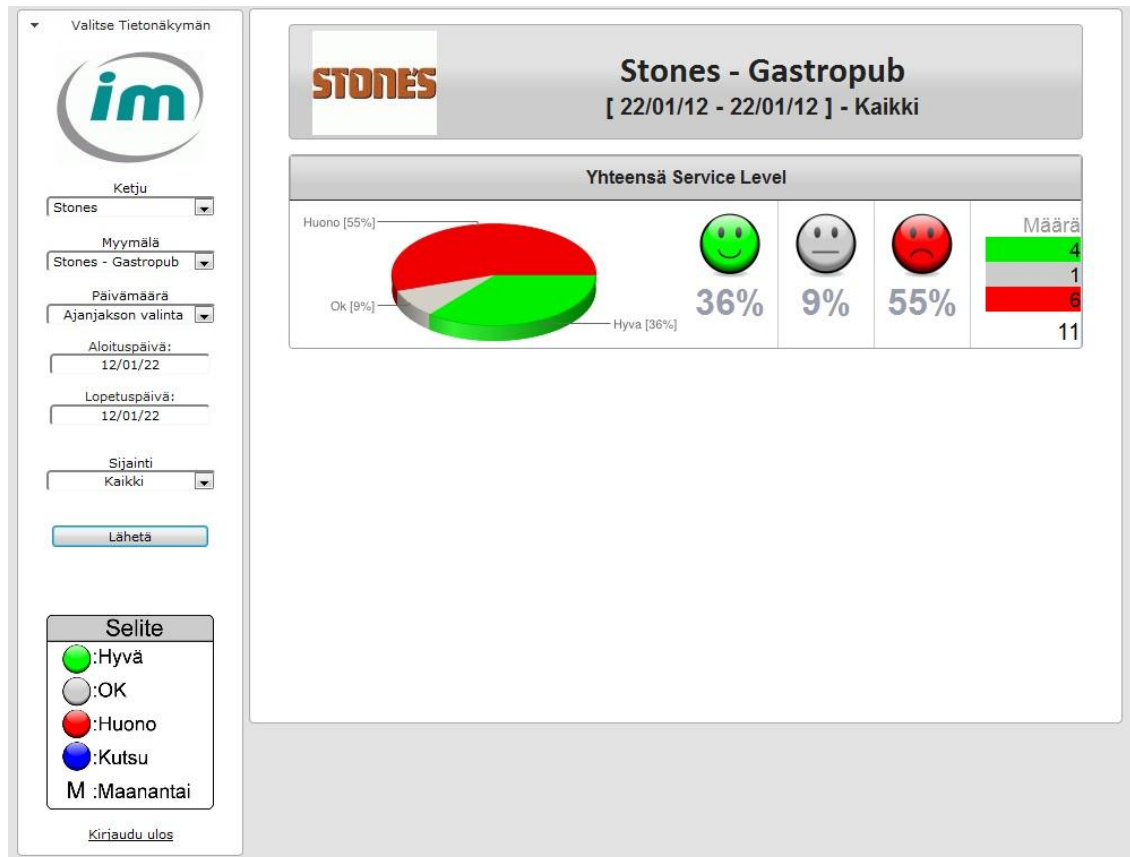 Valitse Tietonäkymän
im
Ketju
Stones
Myymälä
Stones - Gastropub
Päivämäärä
Ajanjakson valinta
Aloituspäivä:
12/01/22
Lopetuspäivä:
12/01/22
Sijainti
Kaikki
Lähetä
Selite
:Hyvä
:OK
:Huono
:Kutsu
M :Maanantai
Kirjaudu ulos
STONE'S
Stones - Gastropub
[ 22/01/12 - 22/01/12 ] - Kaikki
Yhteensä Service Level
Huono [55%]
Ok [9%]
Hyva [36%]
36% 9% 55%
Määrä
4
1
6
11